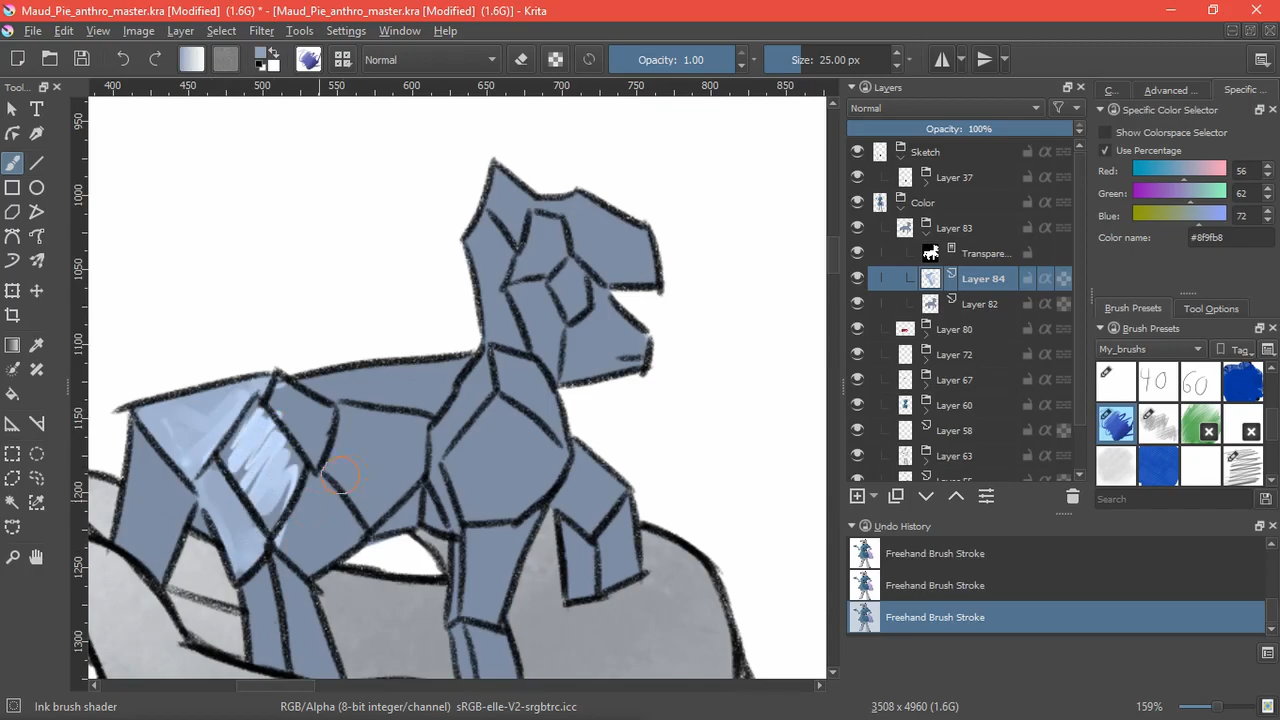 Maud_Pie_anthro_master.kra [Modified]  (1.6G) * - [Maud_Pie_anthro_master.kra [Modified]  (1.6G)] - Krita
File Edit View Image Layer Select Filter Tools Settings Window Help
Normal Opacity: 1.00 Size: 25.00 px
Tool...
400 450 500 550 600 650 700 750 800 850
950
1000
1050
1100
1150
1200
1250
1300
Layers
Normal
Opacity: 100%
Sketch
Layer 37
Color
Layer 83
Transpare...
Layer 84
Layer 82
Layer 80
Layer 72
Layer 67
Layer 60
Layer 58
Layer 63
Undo History
Freehand Brush Stroke
Freehand Brush Stroke
Freehand Brush Stroke
C... Advanced ... Specific ...
Specific Color Selector
Show Colorspace Selector
Use Percentage
Red: 56
Green: 62
Blue: 72
Color name: #8f9fb8
Brush Presets Tool Options
Brush Presets
My_brushs Tag
40 60
Search
Ink brush shader RGB/Alpha (8-bit integer/channel)  sRGB-elle-V2-srgbtrc.icc 3508 x 4960 (1.6G) 159%